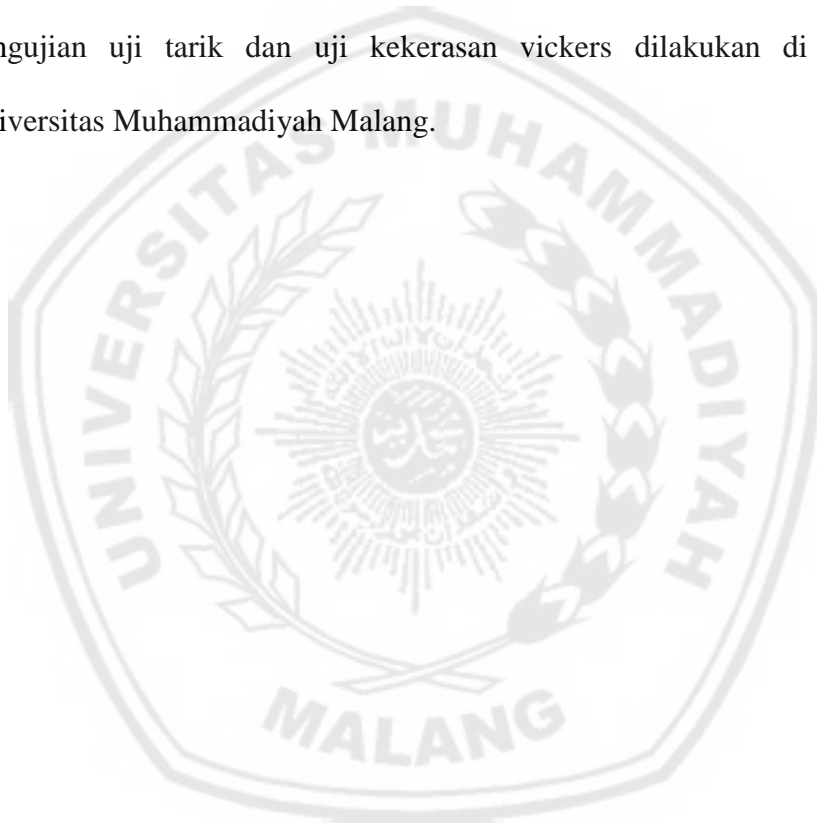 ngujian uji tarik dan uji kekerasan vickers dilakukan di
iversitas Muhammadiyah Malang.
UNIVERSITAS MUHAMMADIYAH
MALANG